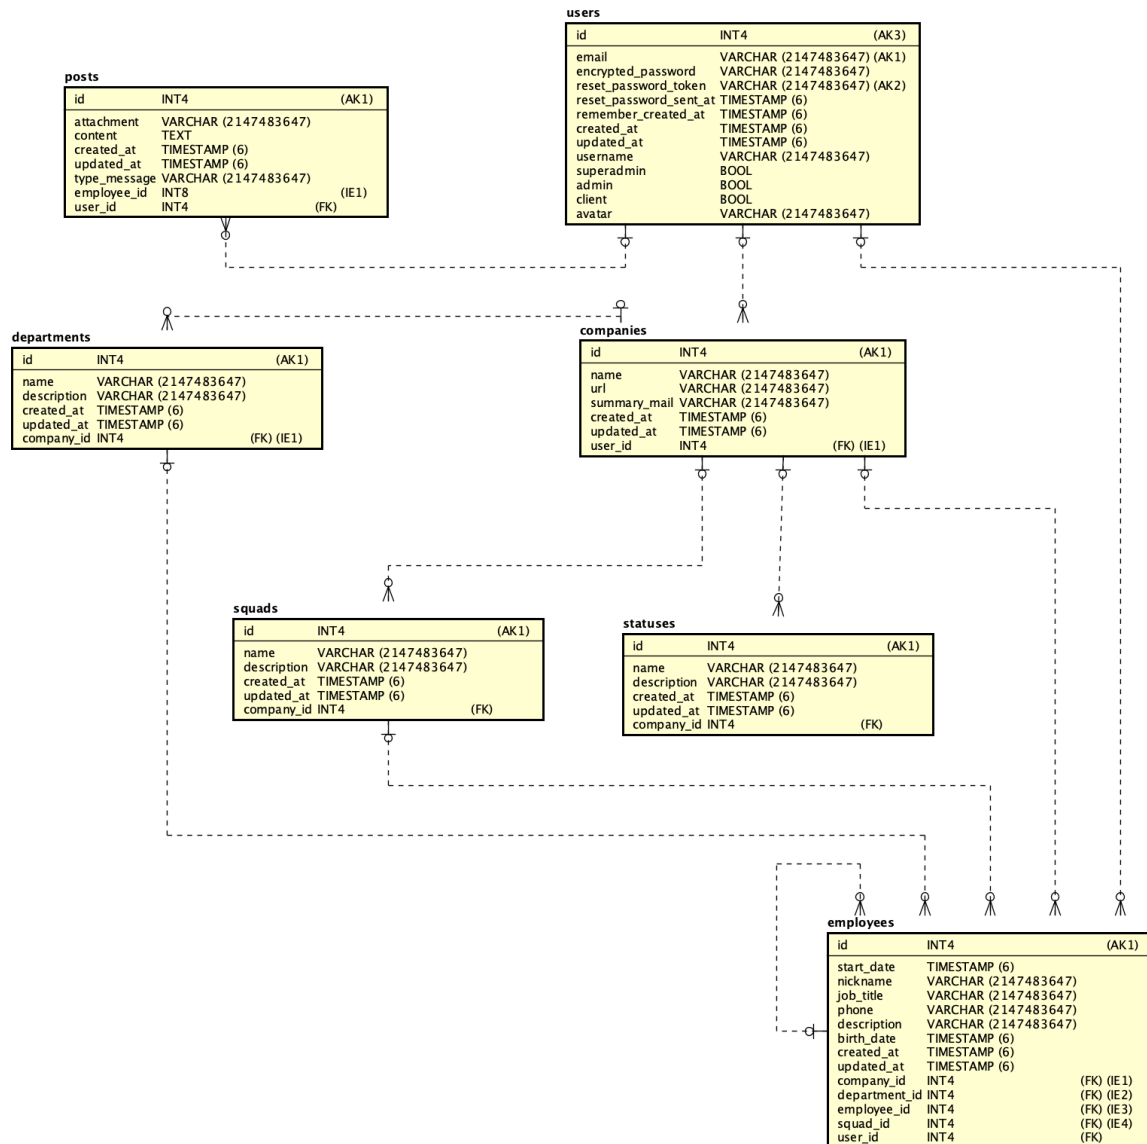 users
id INT4 (AK3)
email VARCHAR (2147483647) (AK1)
encrypted_password VARCHAR (2147483647)
reset_password_token VARCHAR (2147483647) (AK2)
reset_password_sent_at TIMESTAMP (6)
remember_created_at TIMESTAMP (6)
created_at TIMESTAMP (6)
updated_at TIMESTAMP (6)
username VARCHAR (2147483647)
superadmin BOOL
admin BOOL
client BOOL
avatar VARCHAR (2147483647)
posts
id INT4 (AK1)
attachment VARCHAR (2147483647)
content TEXT
created_at TIMESTAMP (6)
updated_at TIMESTAMP (6)
type_message VARCHAR (2147483647)
employee_id INT8 (IE1)
user_id INT4 (FK)
departments
id INT4 (AK1)
name VARCHAR (2147483647)
description VARCHAR (2147483647)
created_at TIMESTAMP (6)
updated_at TIMESTAMP (6)
company_id INT4 (FK) (IE1)
companies
id INT4 (AK1)
name VARCHAR (2147483647)
url VARCHAR (2147483647)
summary_mail VARCHAR (2147483647)
created_at TIMESTAMP (6)
updated_at TIMESTAMP (6)
user_id INT4 (FK) (IE1)
squads
id INT4 (AK1)
name VARCHAR (2147483647)
description VARCHAR (2147483647)
created_at TIMESTAMP (6)
updated_at TIMESTAMP (6)
company_id INT4 (FK)
statuses
id INT4 (AK1)
name VARCHAR (2147483647)
description VARCHAR (2147483647)
created_at TIMESTAMP (6)
updated_at TIMESTAMP (6)
company_id INT4 (FK)
employees
id INT4 (AK1)
start_date TIMESTAMP (6)
nickname VARCHAR (2147483647)
job_title VARCHAR (2147483647)
phone VARCHAR (2147483647)
description VARCHAR (2147483647)
birth_date TIMESTAMP (6)
created_at TIMESTAMP (6)
updated_at TIMESTAMP (6)
company_id INT4 (FK) (IE1)
department_id INT4 (FK) (IE2)
employee_id INT4 (FK) (IE3)
squad_id INT4 (FK) (IE4)
user_id INT4 (FK)